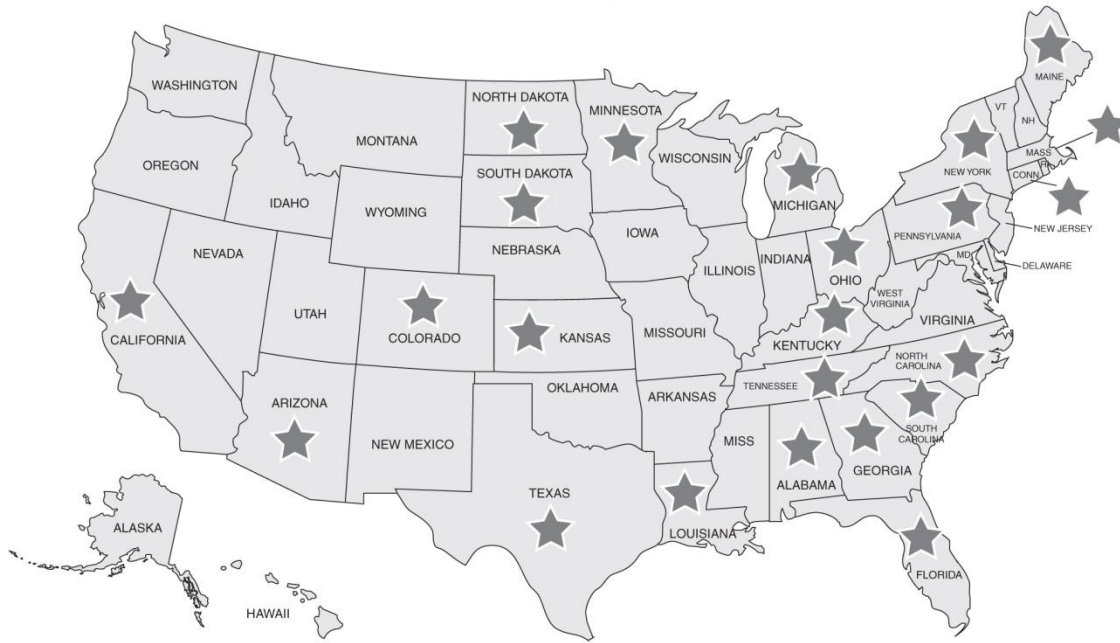 MAINE
WASHINGTON
NORTH DAKOTA
MINNESOTA
VT
NH
MONTANA
OREGON
WISCONSIN
MASS
RI
SOUTH DAKOTA
NEW YORK
CONN
IDAHO
WYOMING
MICHIGAN
NEW JERSEY
PENNSYLVANIA
IOWA
NEVADA
NEBRASKA
MD
DELAWARE
ILLINOIS
INDIANA
OHIO
WEST
VIRGINIA
UTAH
VIRGINIA
CALIFORNIA
COLORADO
KANSAS
MISSOURI
KENTUCKY
NORTH
CAROLINA
TENNESSEE
OKLAHOMA
ARKANSAS
ARIZONA
SOUTH
CAROLINA
NEW MEXICO
MISS
GEORGIA
ALABAMA
TEXAS
LOUISIANA
ALASKA
FLORIDA
HAWAII